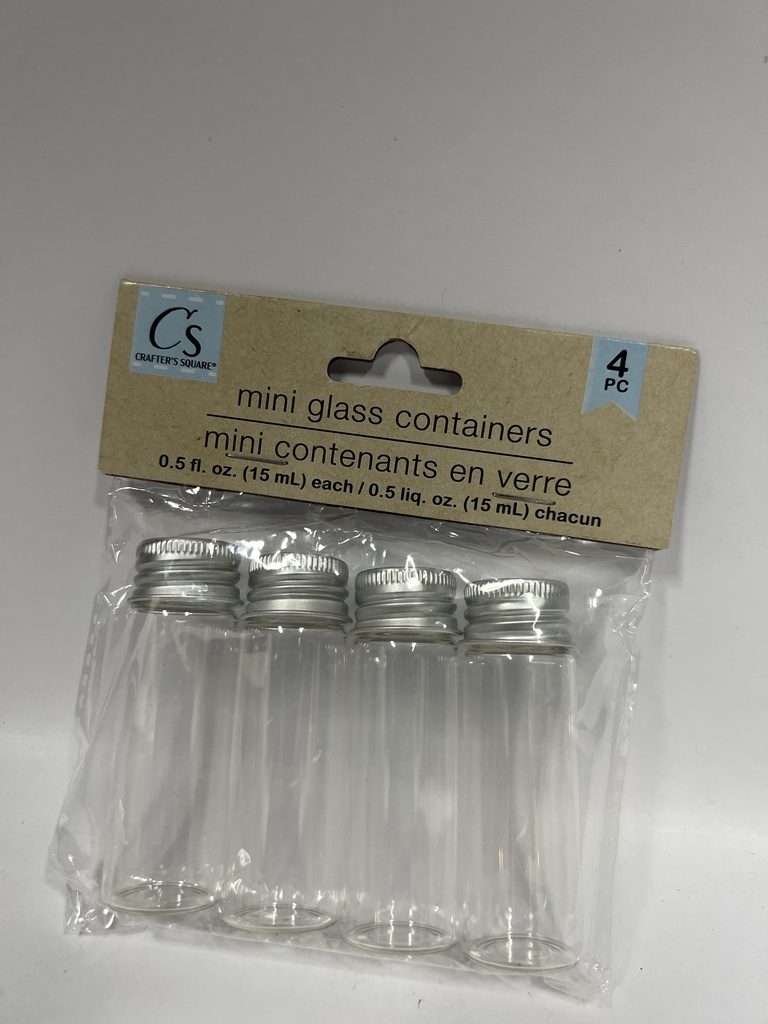 Cs
CRAFTER'S SQUARE®
4
PC
mini glass containers
mini contenants en verre
0.5 fl. oz. (15 mL) each / 0.5 liq. oz. (15 mL) chacun